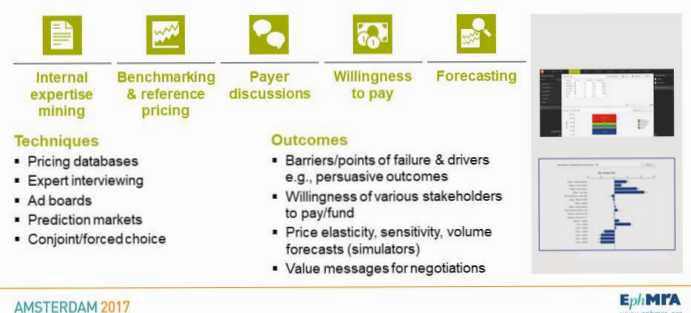 Internal
expertise
mining
Benchmarking
& reference
pricing
Payer
discussions
Willingness
to pay
Forecasting
Techniques
▪ Pricing databases
▪ Expert interviewing
▪ Ad boards
▪ Prediction markets
▪ Conjoint/forced choice
Outcomes
▪ Barriers/points of failure & drivers
e.g., persuasive outcomes
▪ Willingness of various stakeholders
to pay/fund
▪ Price elasticity, sensitivity, volume
forecasts (simulators)
▪ Value messages for negotiations
AMSTERDAM 2017
EphMRA